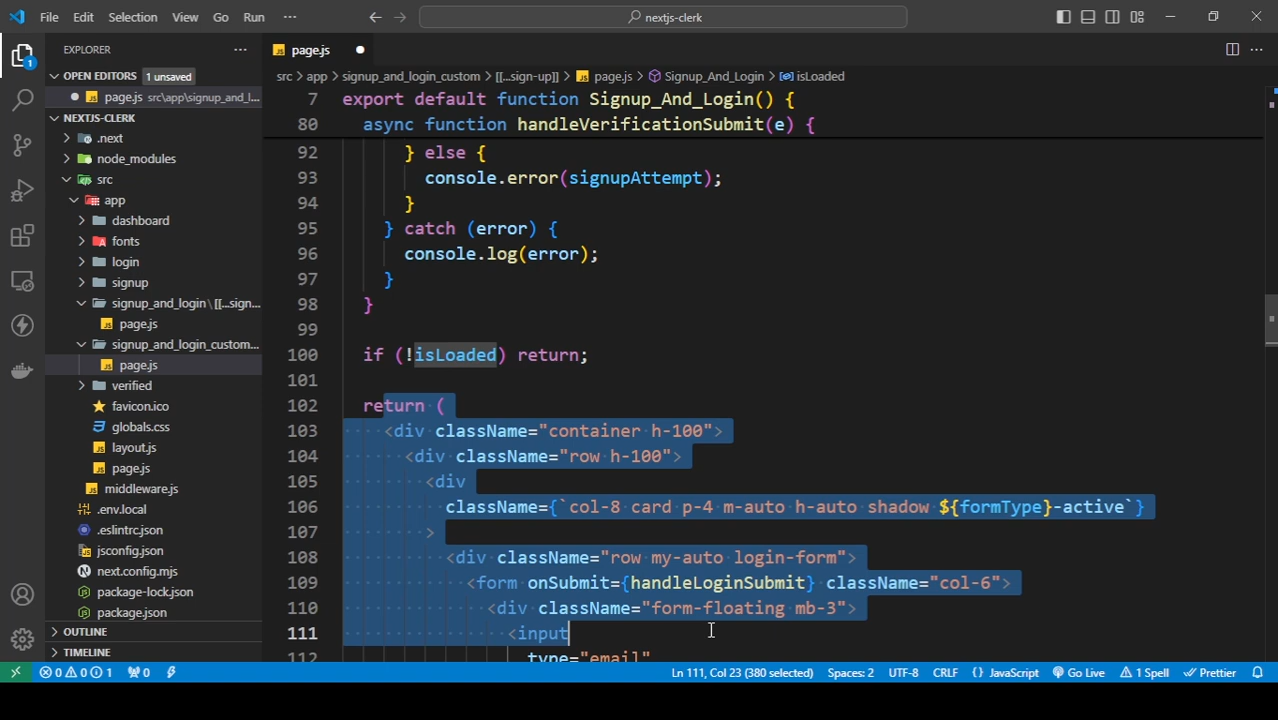 File Edit Selection View Go Run ··· nextjs-clerk
EXPLORER ···
OPEN EDITORS 1 unsaved
page.js src\app\signup_and_l...
NEXTJS-CLERK
.next
node_modules
src
app
dashboard
fonts
login
signup
signup_and_login\[[...sign...
page.js
signup_and_login_custom...
page.js
verified
favicon.ico
globals.css
layout.js
page.js
middleware.js
.env.local
.eslintrc.json
jsconfig.json
next.config.mjs
package-lock.json
package.json
OUTLINE
TIMELINE
1
page.js
src > app > signup_and_login_custom > [[...sign-up]] > page.js > Signup_And_Login > isLoaded
7 export default function Signup_And_Login() {
80 async function handleVerificationSubmit(e) {
92 } else {
93 console.error(signupAttempt);
94 }
95 } catch (error) {
96 console.log(error);
97 }
98 }
99
100 if (!isLoaded) return;
101
102 return (
103 <div className="container h-100">
104 <div className="row h-100">
105 <div
106 className={`col-8 card p-4 m-auto h-auto shadow ${formType}-active`}
107 >
108 <div className="row my-auto login-form">
109 <form onSubmit={handleLoginSubmit} className="col-6">
110 <div className="form-floating mb-3">
111 <input
112 type="email"
0 0 1 0 Ln 111, Col 23 (380 selected) Spaces: 2 UTF-8 CRLF {} JavaScript Go Live 1 Spell Prettier